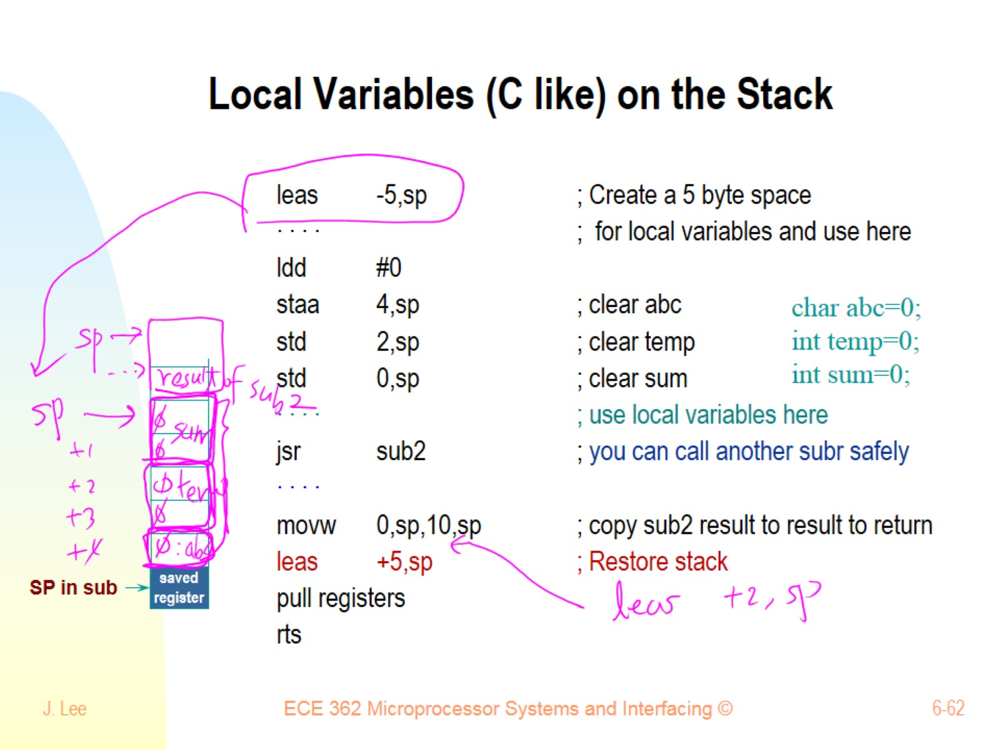 Local Variables (C like) on the Stack
leas -5,sp ; Create a 5 byte space
. . . . ; for local variables and use here
ldd #0
staa 4,sp ; clear abc char abc=0;
std 2,sp ; clear temp int temp=0;
std 0,sp ; clear sum int sum=0;
. . . . ; use local variables here
jsr sub2 ; you can call another subr safely
. . . .
movw 0,sp,10,sp ; copy sub2 result to result to return
leas +5,sp ; Restore stack
leas +2, sp
pull registers
rts
sp →
...→ result of sub2
sp → ∅ sum
+1 ∅
+2 ∅ temp
+3 ∅
+4 ∅:abc
SP in sub saved
register
J. Lee ECE 362 Microprocessor Systems and Interfacing © 6-62